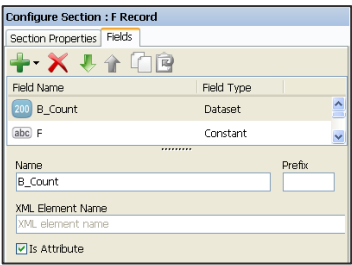 Configure Section : F Record
Section Properties Fields
Field Name Field Type
200 B_Count Dataset
abc F Constant
Name Prefix
B_Count
XML Element Name
XML element name
Is Attribute